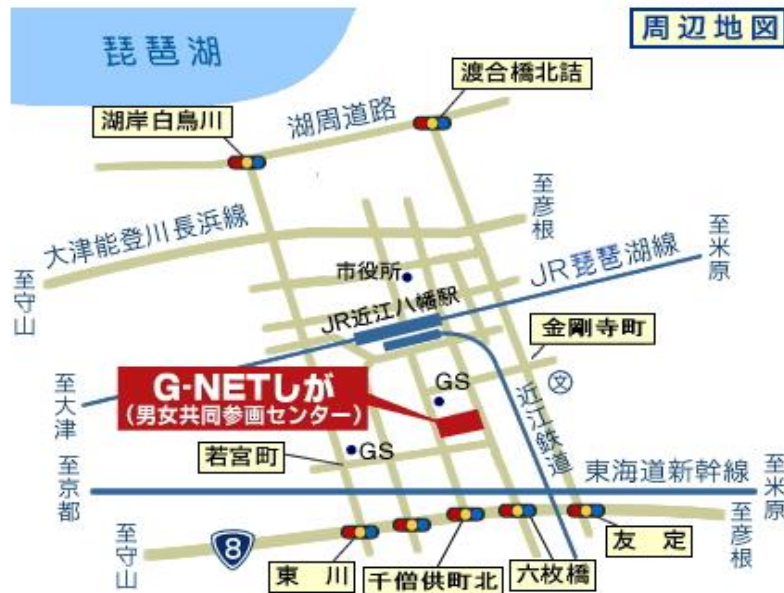 周辺地図
琵琶湖
渡合橋北詰
湖岸白鳥川
湖周道路
至彦根
大津能登川長浜線
至米原
市役所
JR琵琶湖線
至守山
JR近江八幡駅
金剛寺町
G-NETしが
(男女共同参画センター)
GS
文
至大津
近江鉄道
GS
若宮町
至京都
東海道新幹線
至米原
至守山
8
東川
千僧供町北
六枚橋
友定
至彦根